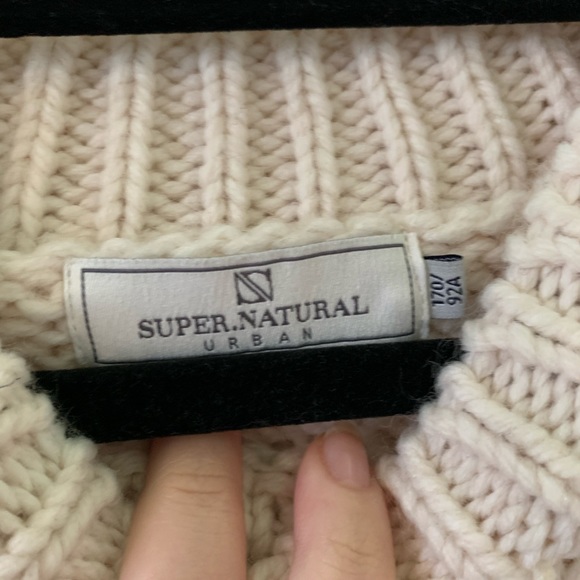 SUPER.NATURAL
URBAN
170/
92A